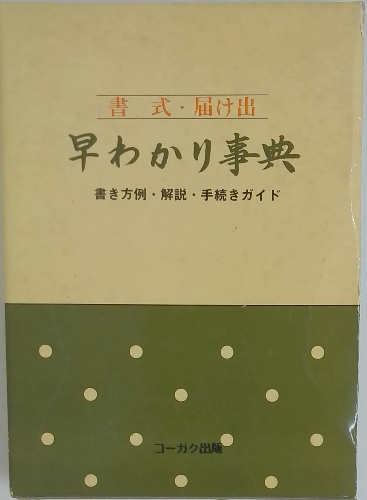 書 式・届け出
早わかり事典
書き方例・解説・手続きガイド
コーガク出版